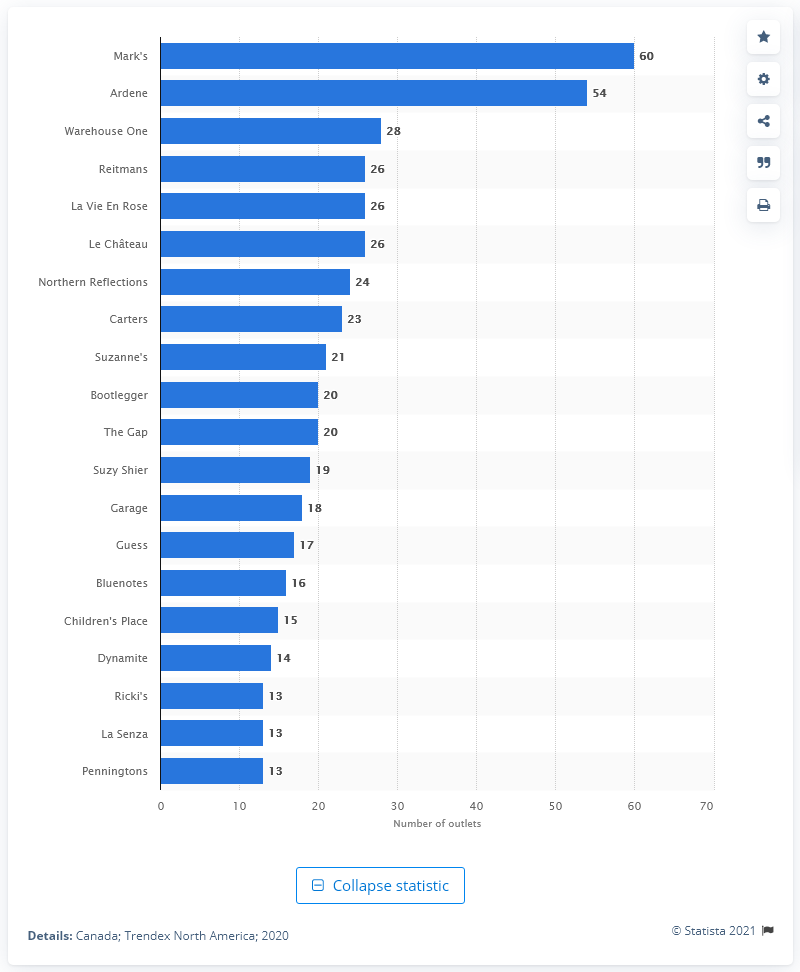 Mark's 60
Ardene 54
Warehouse One 28
Reitmans 26
La Vie En Rose 26
Le Château 26
Northern Reflections 24
Carters 23
Suzanne's 21
Bootlegger 20
The Gap 20
Suzy Shier 19
Garage 18
Guess 17
Bluenotes 16
Children's Place 15
Dynamite 14
Ricki's 13
La Senza 13
Penningtons 13
0 10 20 30 40 50 60 70
Number of outlets
Collapse statistic
Details: Canada; Trendex North America; 2020
© Statista 2021